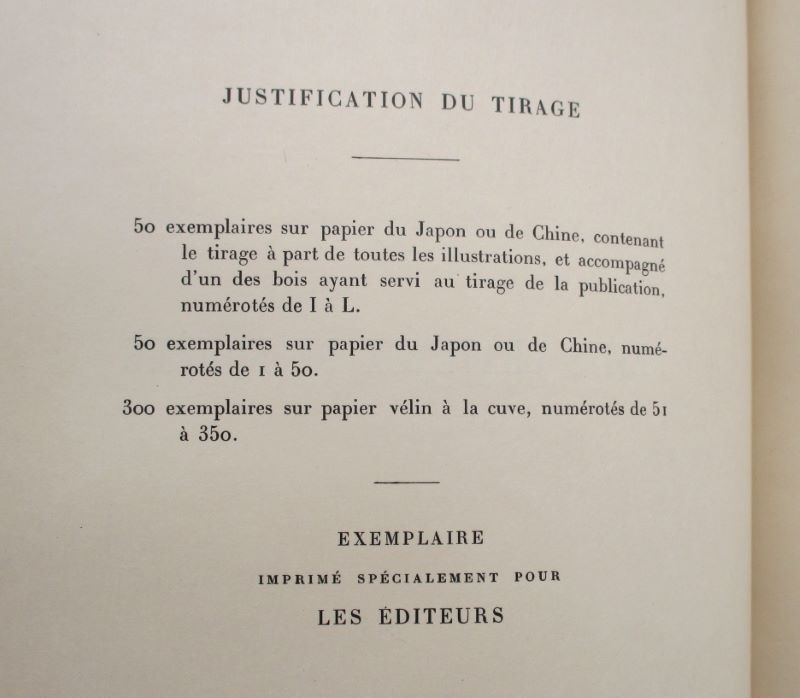 JUSTIFICATION DU TIRAGE
50 exemplaires sur papier du Japon ou de Chine, contenant
le tirage à part de toutes les illustrations, et accompagné
d'un des bois ayant servi au tirage de la publication,
numérotés de I à L.
50 exemplaires sur papier du Japon ou de Chine, numé-
rotés de 1 à 50.
300 exemplaires sur papier vélin à la cuve, numérotés de 51
à 350.
EXEMPLAIRE
IMPRIMÉ SPÉCIALEMENT POUR
LES ÉDITEURS